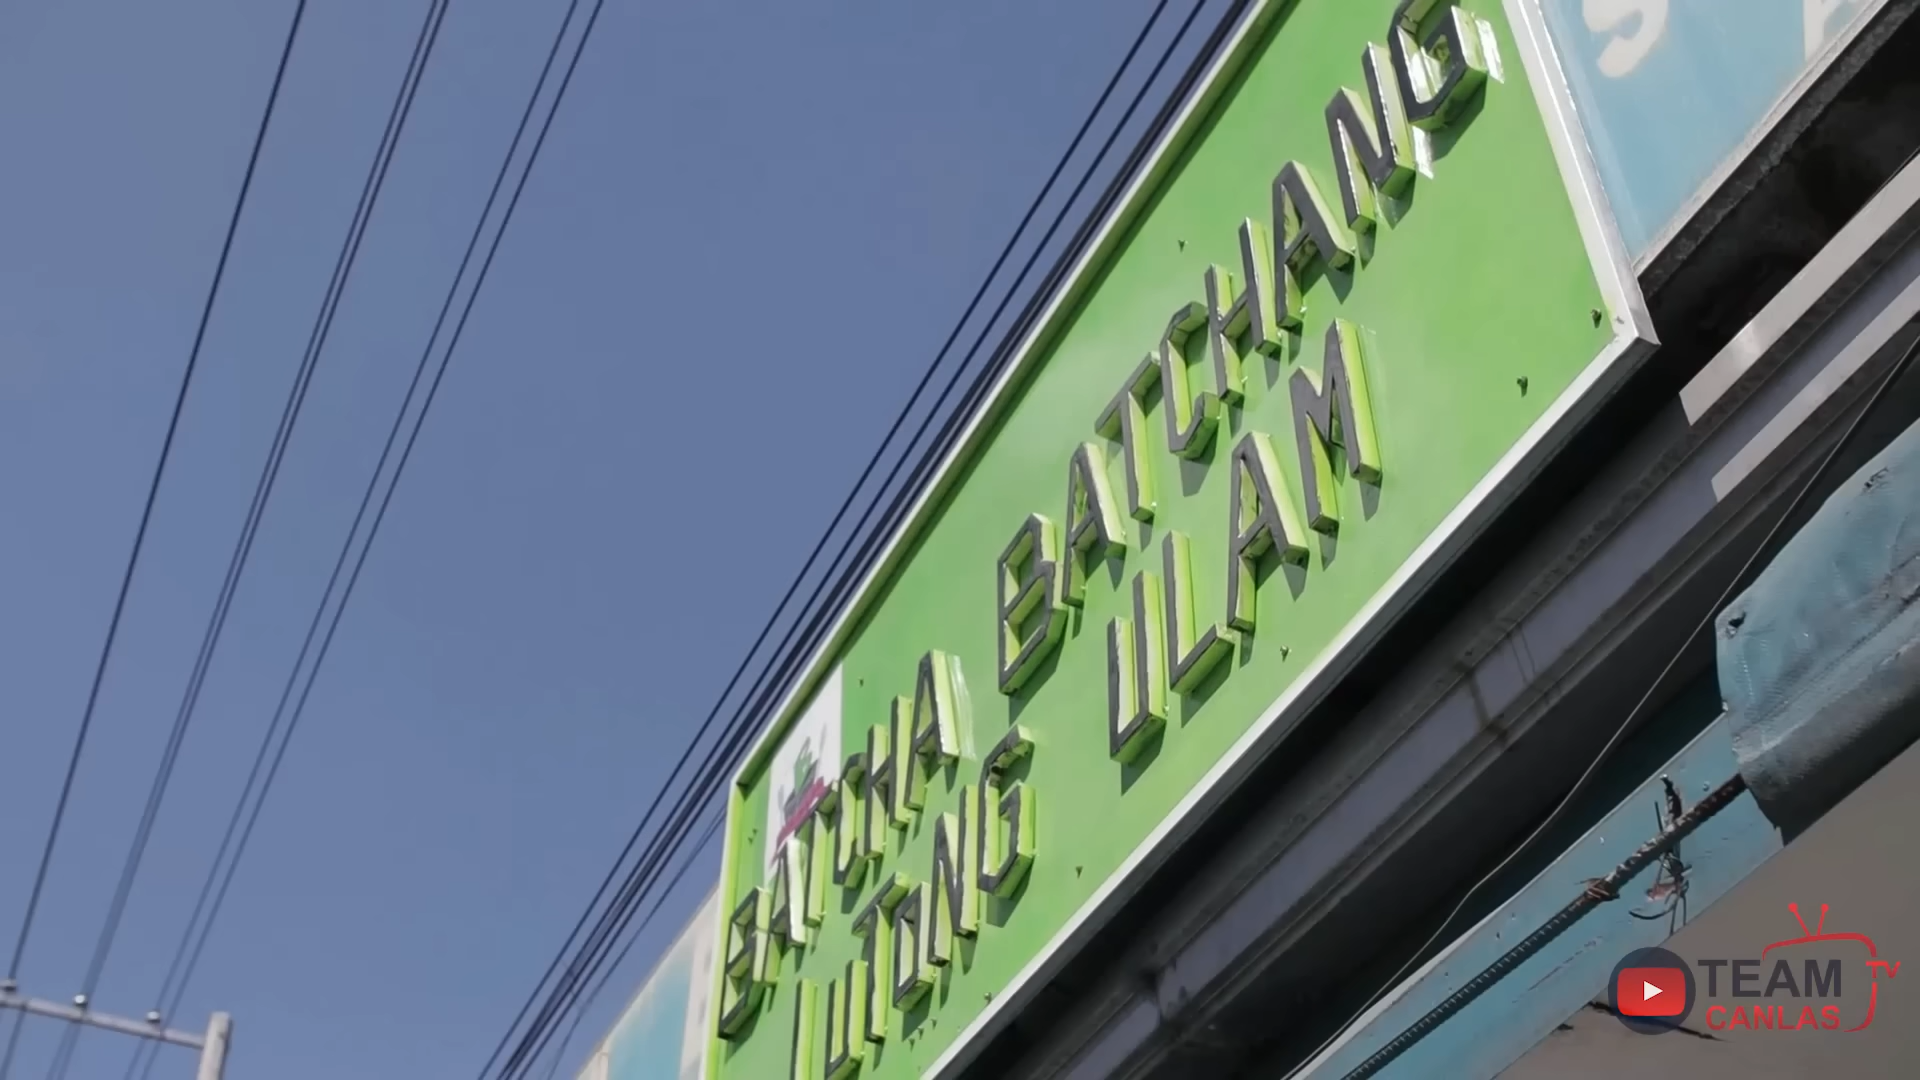 BATCHA BATCHANG
LUTONG ULAM
S
TEAM TV
CANLAS